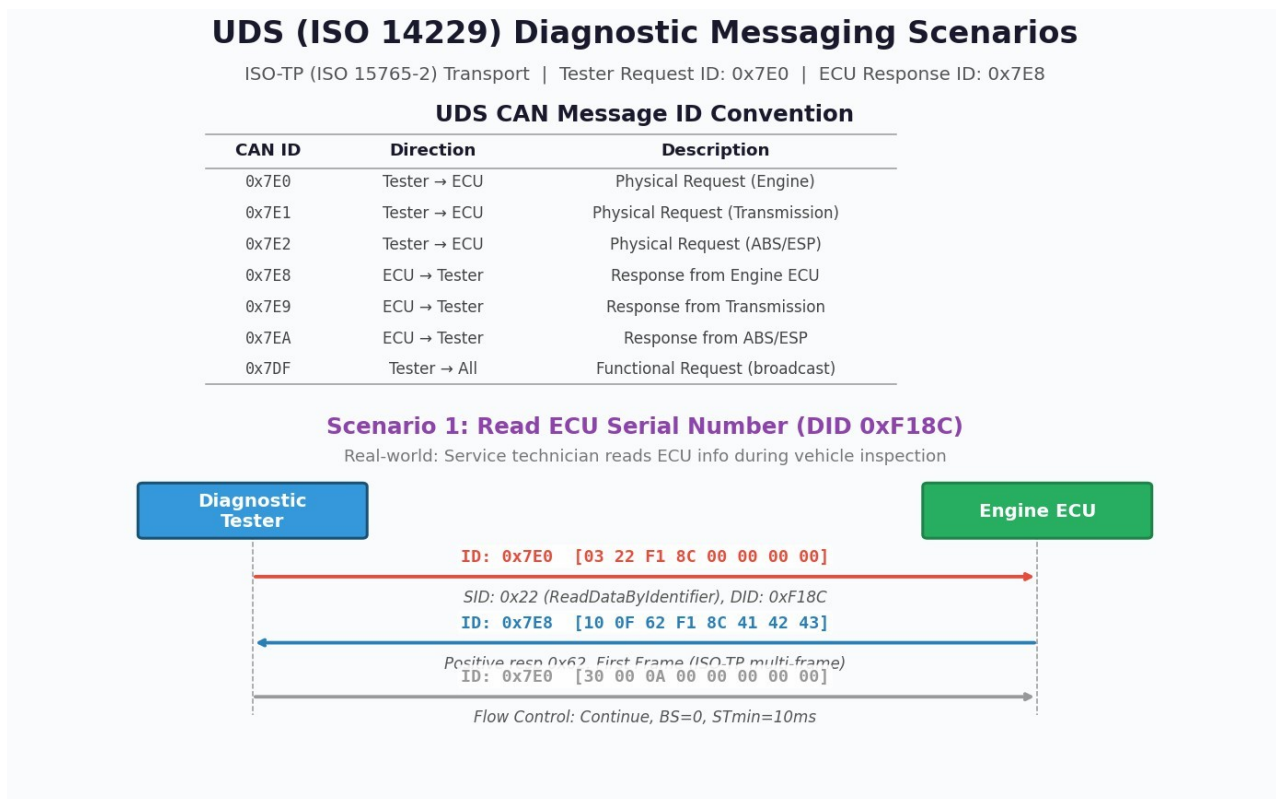 UDS (ISO 14229) Diagnostic Messaging Scenarios
ISO-TP (ISO 15765-2) Transport | Tester Request ID: 0x7E0 | ECU Response ID: 0x7E8
UDS CAN Message ID Convention
CAN ID Direction Description
0x7E0 Tester → ECU Physical Request (Engine)
0x7E1 Tester → ECU Physical Request (Transmission)
0x7E2 Tester → ECU Physical Request (ABS/ESP)
0x7E8 ECU → Tester Response from Engine ECU
0x7E9 ECU → Tester Response from Transmission
0x7EA ECU → Tester Response from ABS/ESP
0x7DF Tester → All Functional Request (broadcast)
Scenario 1: Read ECU Serial Number (DID 0xF18C)
Real-world: Service technician reads ECU info during vehicle inspection
Diagnostic
Tester
Engine ECU
ID: 0x7E0 [03 22 F1 8C 00 00 00 00]
SID: 0x22 (ReadDataByIdentifier), DID: 0xF18C
ID: 0x7E8 [10 0F 62 F1 8C 41 42 43]
Positive resp 0x62, First Frame (ISO-TP multi-frame)
ID: 0x7E0 [30 00 0A 00 00 00 00 00]
Flow Control: Continue, BS=0, STmin=10ms